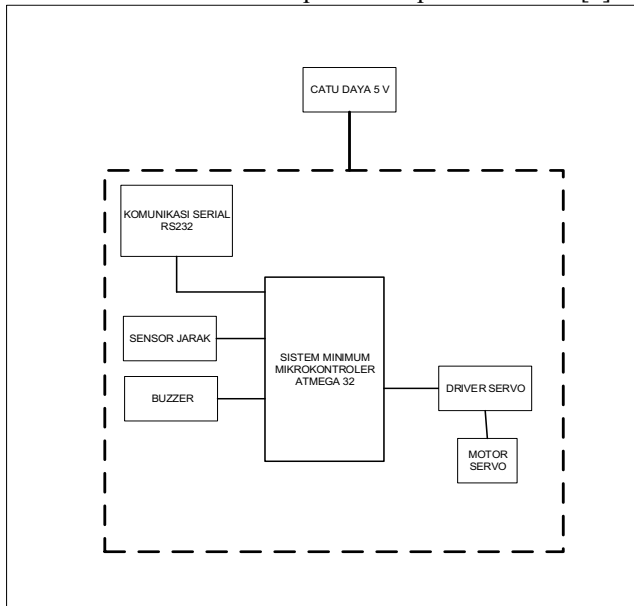 CATU DAYA 5 V
KOMUNIKASI SERIAL
RS232
SENSOR JARAK
BUZZER
SISTEM MINIMUM
MIKROKONTROLER
ATMEGA 32
DRIVER SERVO
MOTOR
SERVO